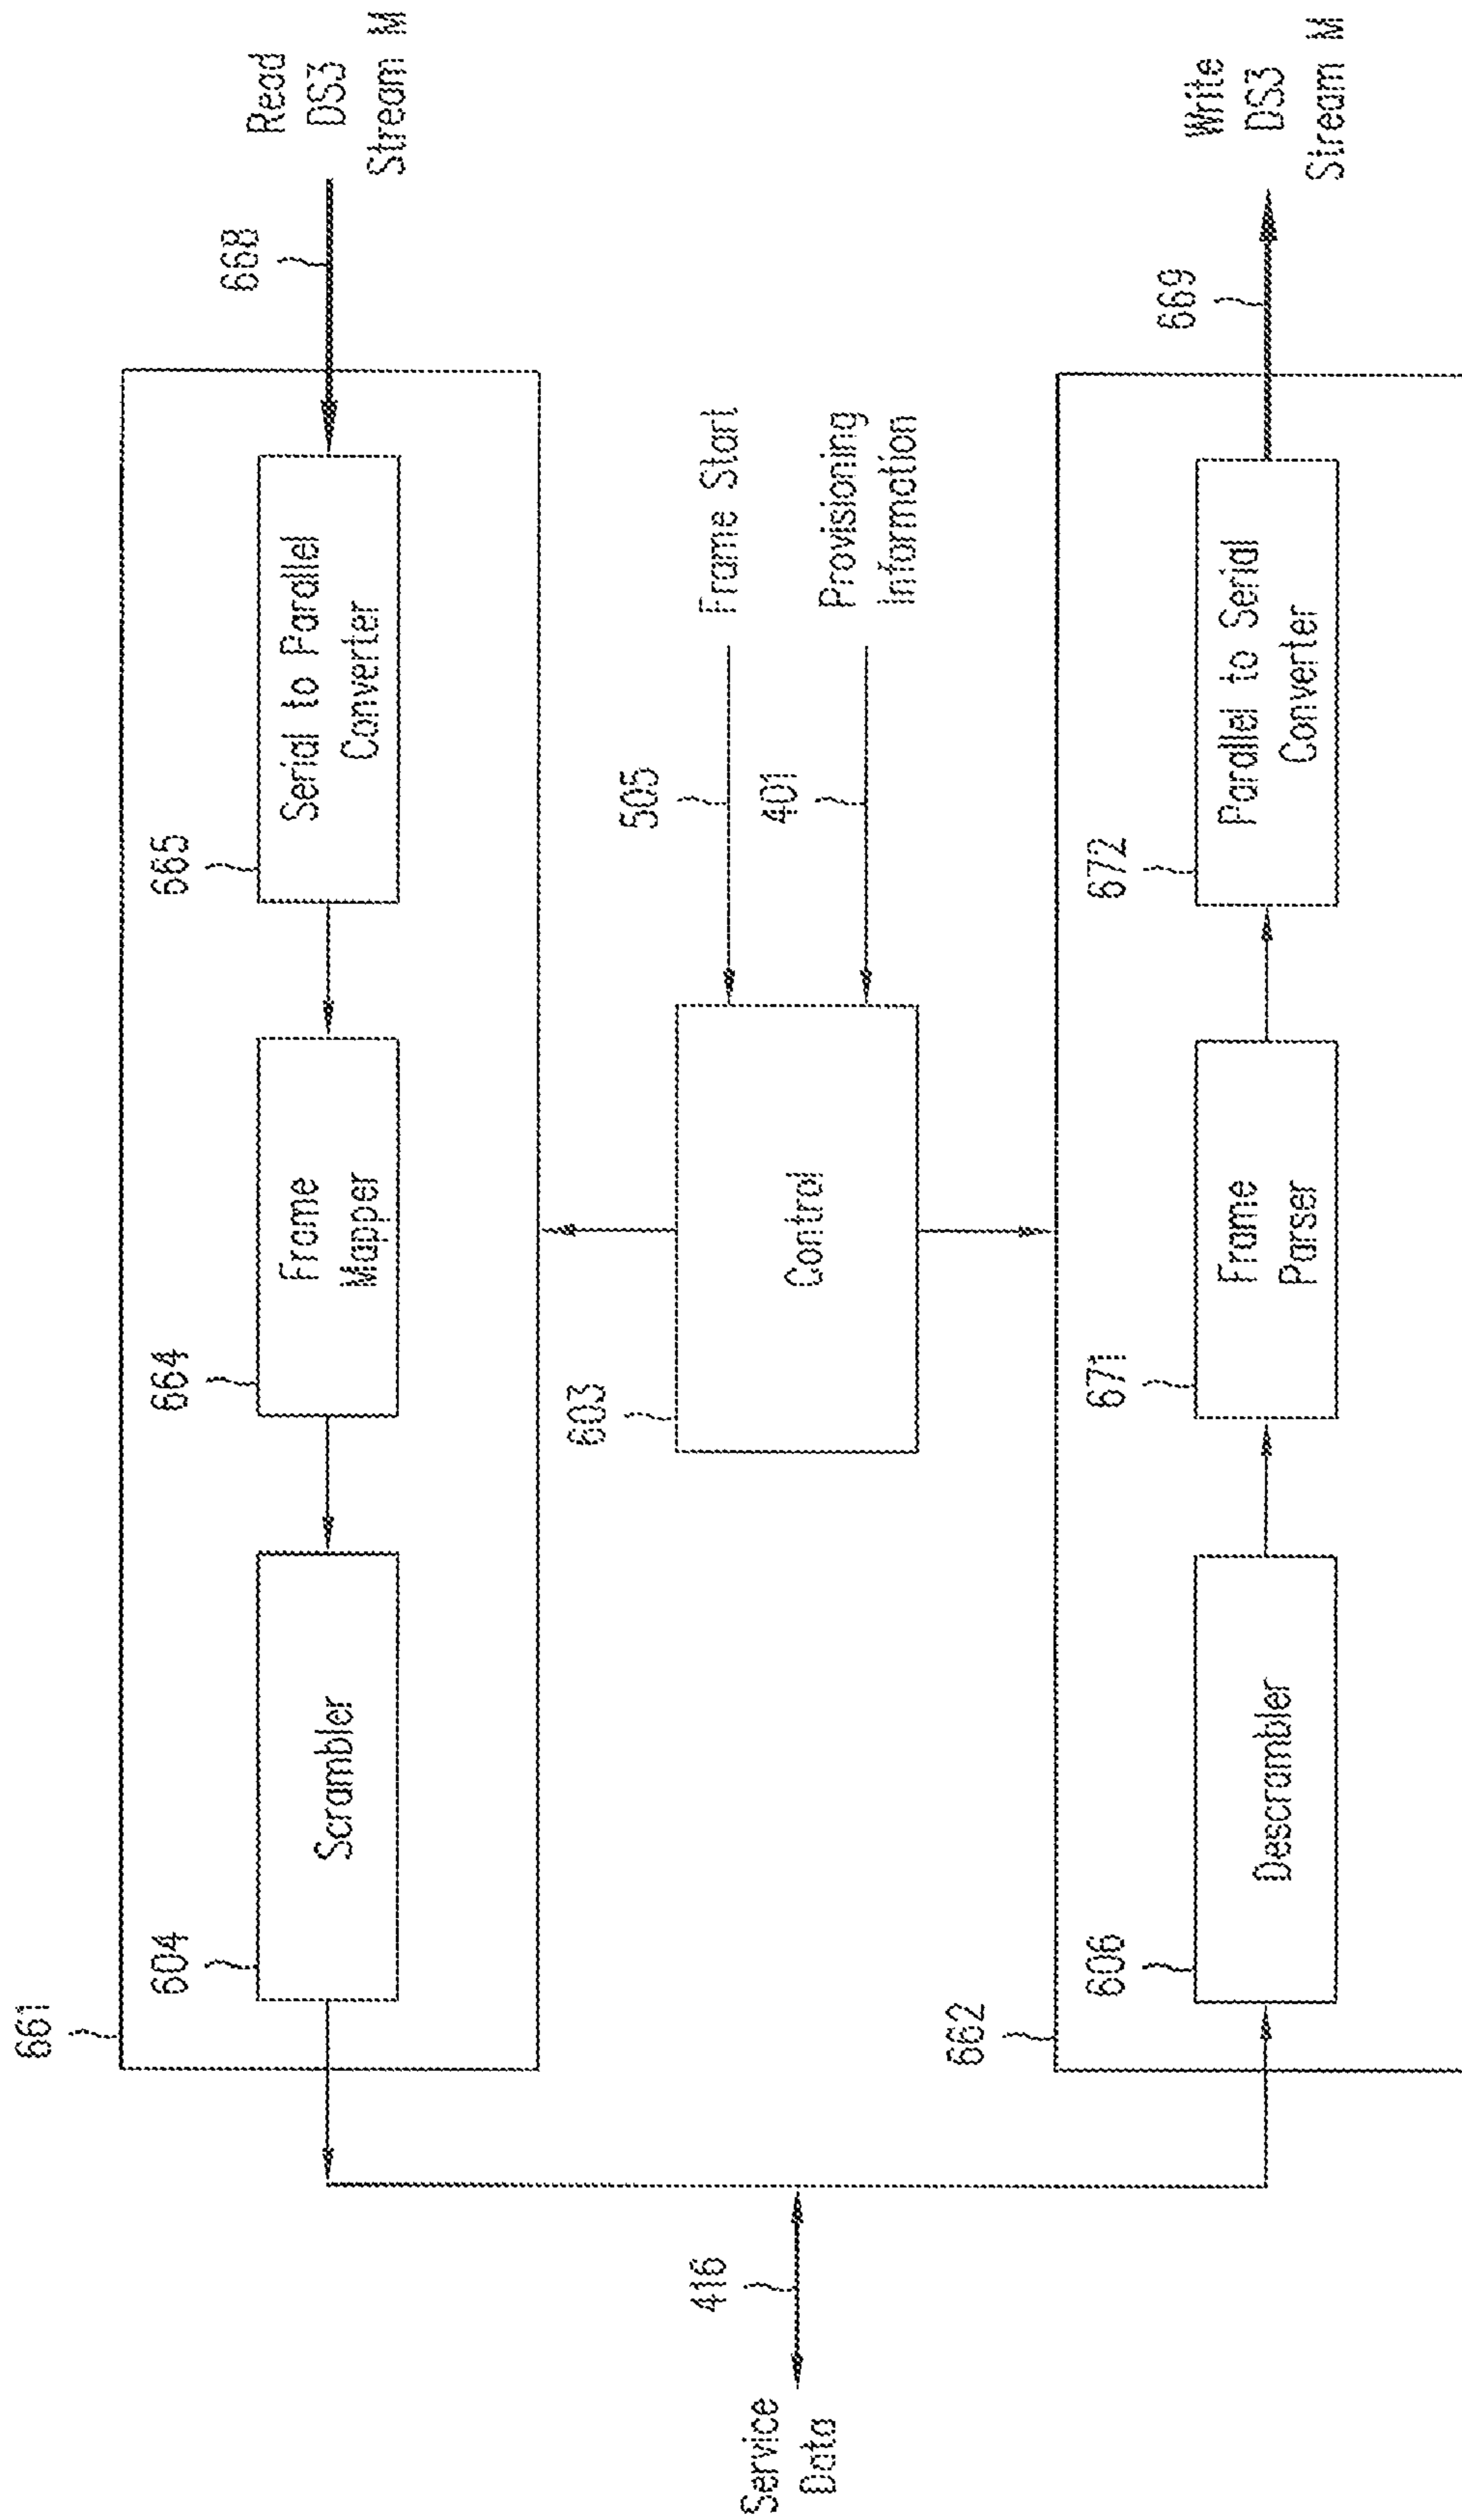 661
604
Scrambler
664
Frame
Mapper
665
Serial to Parallel
Converter
668
Read
DS3
Stream M
Service
Data
416
603
Control
505
Frame Start
401
Provisioning
Information
662
606
Descrambler
671
Frame
Parser
672
Parallel to Serial
Converter
669
Write
DS3
Stream M